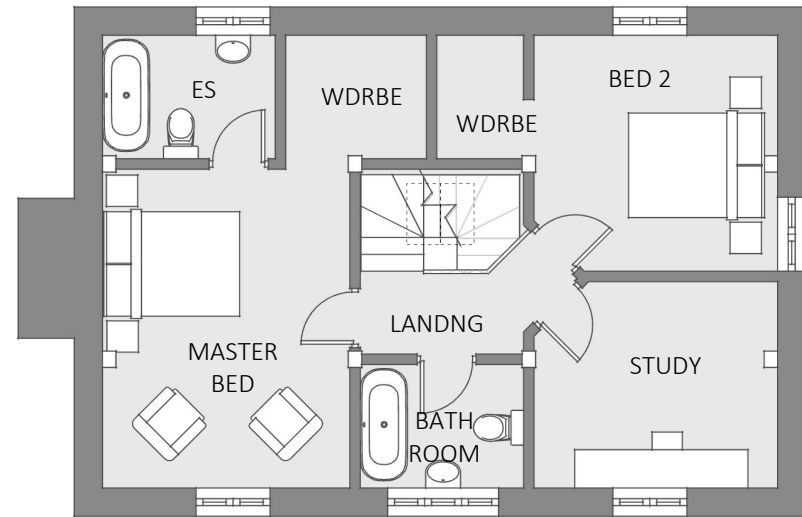 ES
WDRBE
WDRBE
BED 2
MASTER
BED
LANDNG
BATH
ROOM
STUDY